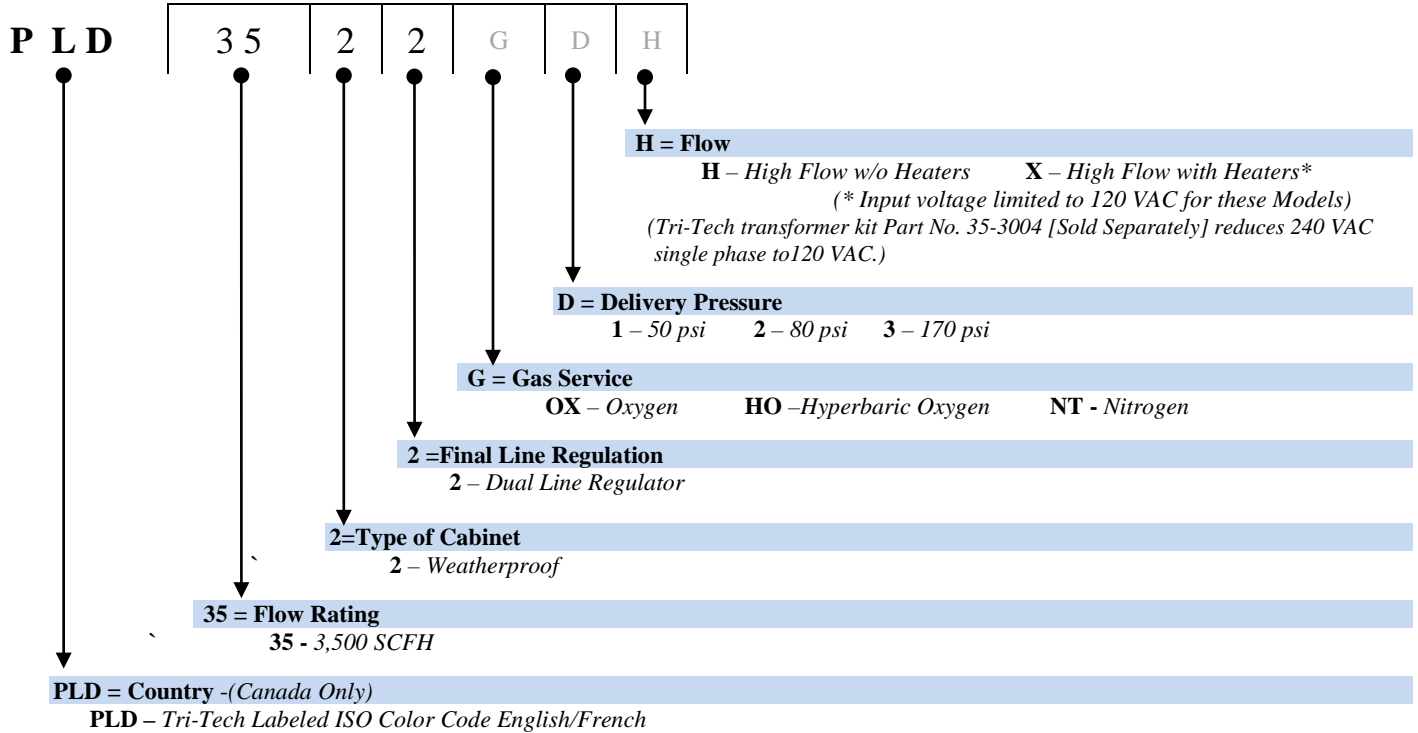 P L D 3 5 2 2 G D H
H = Flow
H – High Flow w/o Heaters X – High Flow with Heaters*
(* Input voltage limited to 120 VAC for these Models)
(Tri-Tech transformer kit Part No. 35-3004 [Sold Separately] reduces 240 VAC
single phase to120 VAC.)
D = Delivery Pressure
1 – 50 psi 2 – 80 psi 3 – 170 psi
G = Gas Service
OX – Oxygen HO –Hyperbaric Oxygen NT - Nitrogen
2 =Final Line Regulation
2 – Dual Line Regulator
2=Type of Cabinet
` 2 – Weatherproof
35 = Flow Rating
` 35 - 3,500 SCFH
PLD = Country -(Canada Only)
PLD – Tri-Tech Labeled ISO Color Code English/French